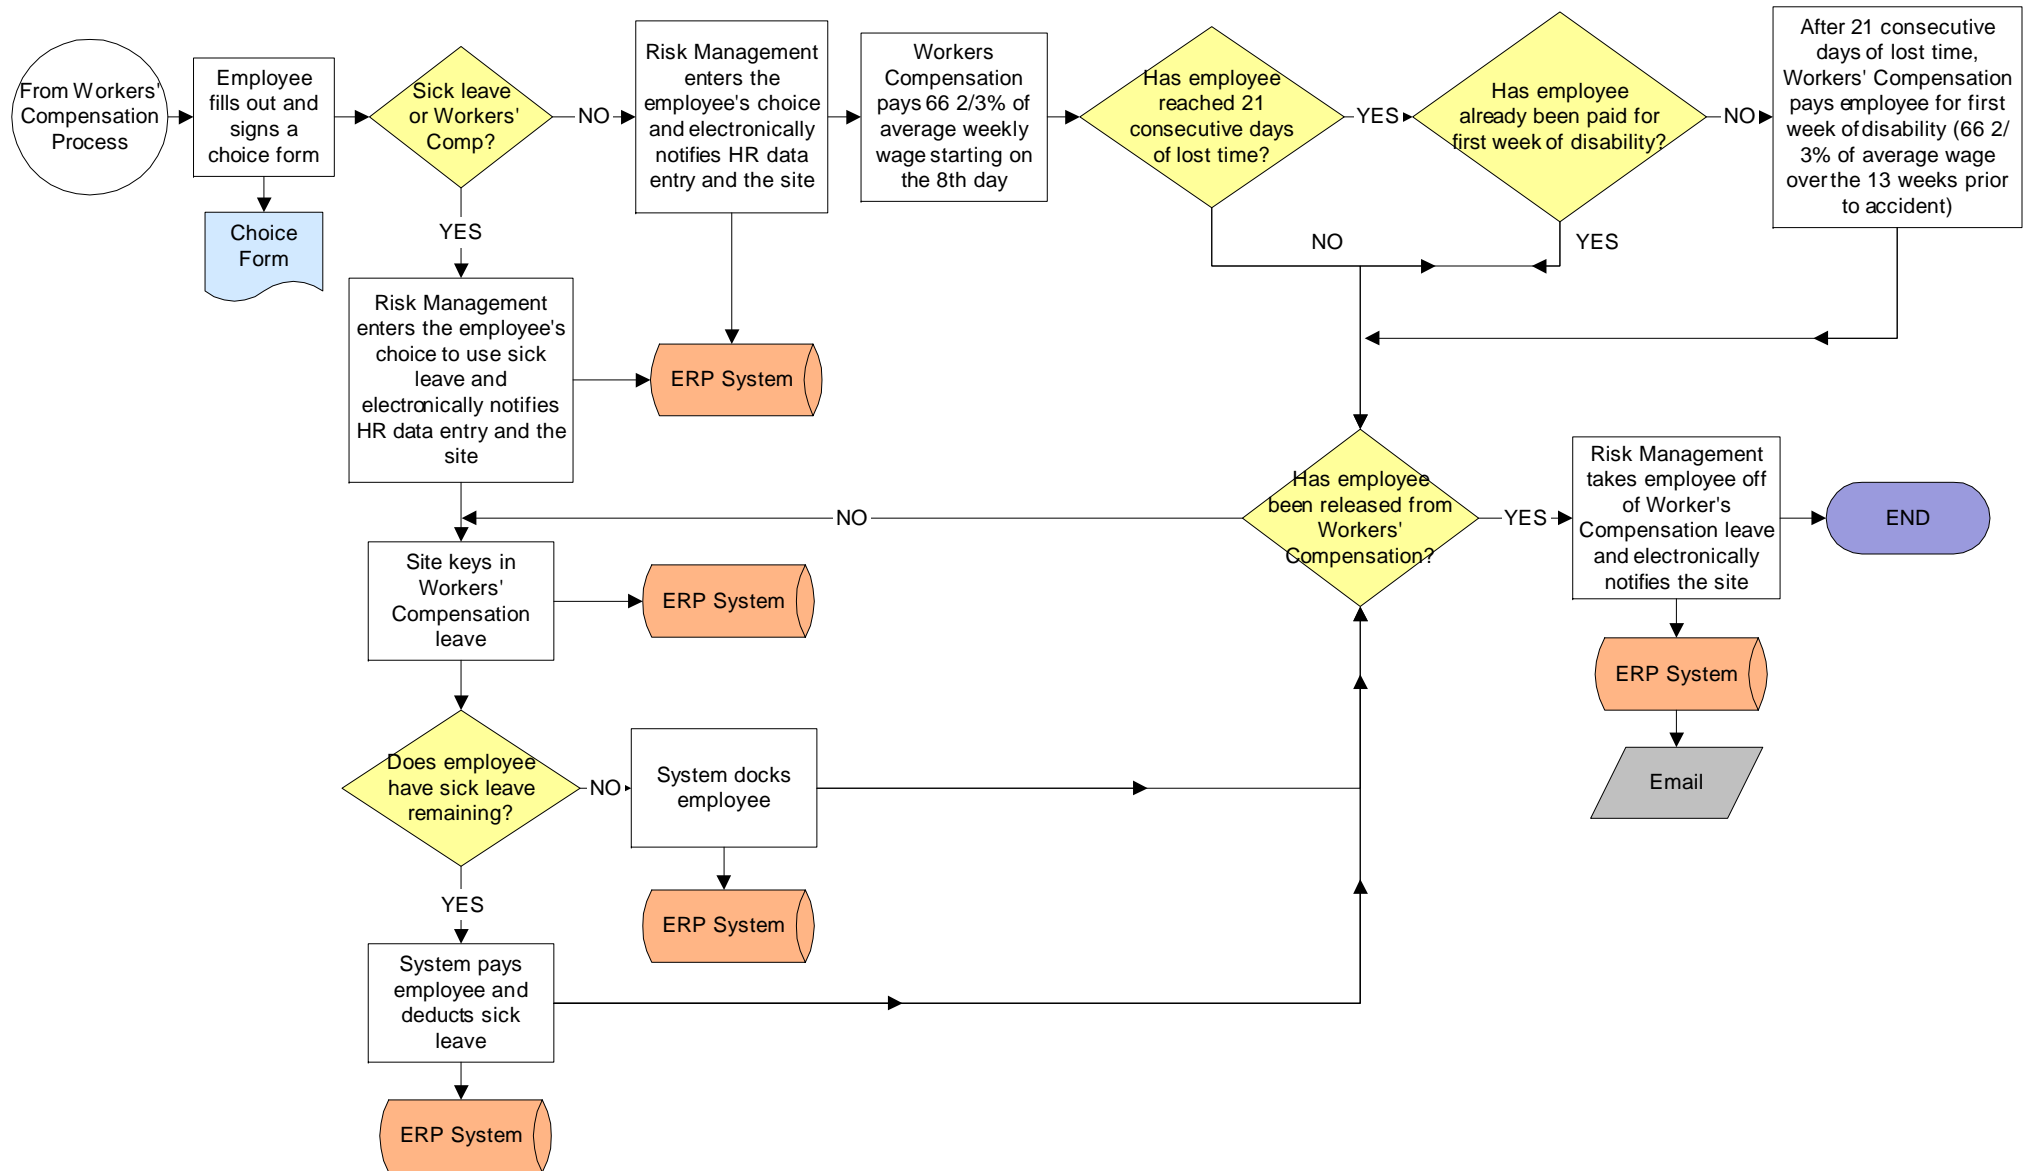 From Workers'
Compensation
Process
Employee
fills out and
signs a
choice form
Choice
Form
Sick leave
or Workers'
Comp?
NO
YES
Risk Management
enters the
employee's choice
and electronically
notifies HR data
entry and the site
Workers
Compensation
pays 66 2/3% of
average weekly
wage starting on
the 8th day
Has employee
reached 21
consecutive days
of lost time?
YES
NO
Has employee
already been paid for
first week of disability?
NO
YES
After 21 consecutive
days of lost time,
Workers' Compensation
pays employee for first
week of disability (66 2/
3% of average wage
over the 13 weeks prior
to accident)
Risk Management
enters the employee's
choice to use sick
leave and
electronically notifies
HR data entry and the
site
ERP System
Has employee
been released from
Workers'
Compensation?
NO
YES
Risk Management
takes employee off
of Worker's
Compensation leave
and electronically
notifies the site
END
ERP System
Email
Site keys in
Workers'
Compensation
leave
ERP System
Does employee
have sick leave
remaining?
NO
YES
System docks
employee
ERP System
System pays
employee and
deducts sick
leave
ERP System